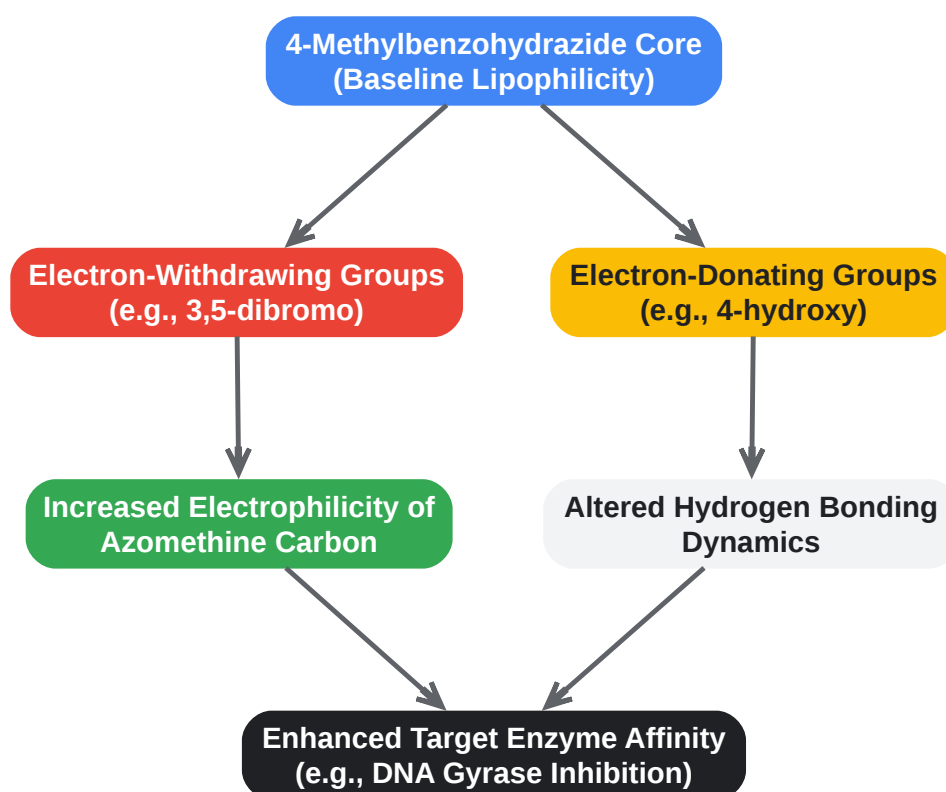 4-Methylbenzohydrazide Core
(Baseline Lipophilicity)
Electron-Withdrawing Groups
(e.g., 3,5-dibromo)
Electron-Donating Groups
(e.g., 4-hydroxy)
Increased Electrophilicity of
Azomethine Carbon
Altered Hydrogen Bonding
Dynamics
Enhanced Target Enzyme Affinity
(e.g., DNA Gyrase Inhibition)